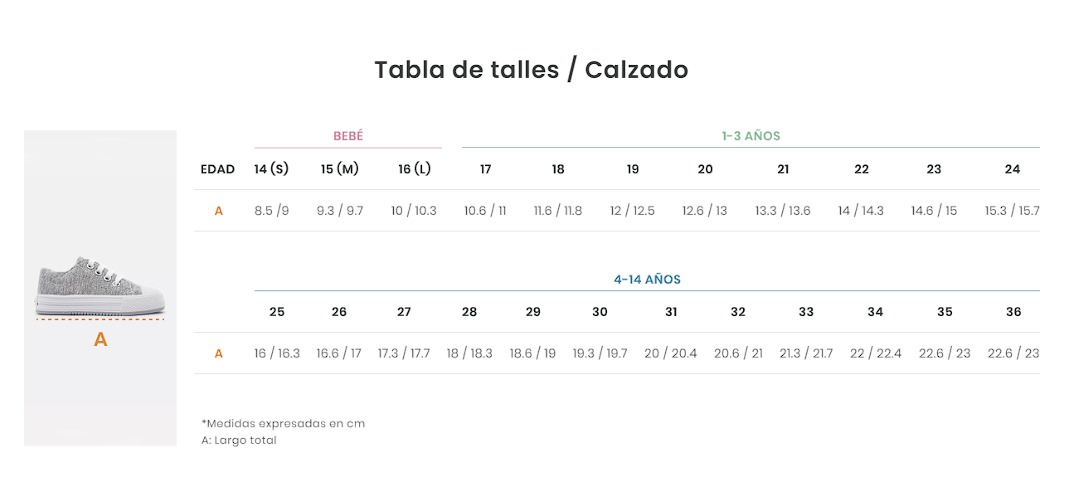 Tabla de talles / Calzado
BEBÉ 1-3 AÑOS
EDAD 14 (S) 15 (M) 16 (L) 17 18 19 20 21 22 23 24
A 8.5 /9 9.3 / 9.7 10 / 10.3 10.6 / 11 11.6 / 11.8 12 / 12.5 12.6 / 13 13.3 / 13.6 14 / 14.3 14.6 / 15 15.3 / 15.7
4-14 AÑOS
25 26 27 28 29 30 31 32 33 34 35 36
A 16 / 16.3 16.6 / 17 17.3 / 17.7 18 / 18.3 18.6 / 19 19.3 / 19.7 20 / 20.4 20.6 / 21 21.3 / 21.7 22 / 22.4 22.6 / 23 22.6 / 23
A
*Medidas expresadas en cm
A: Largo total